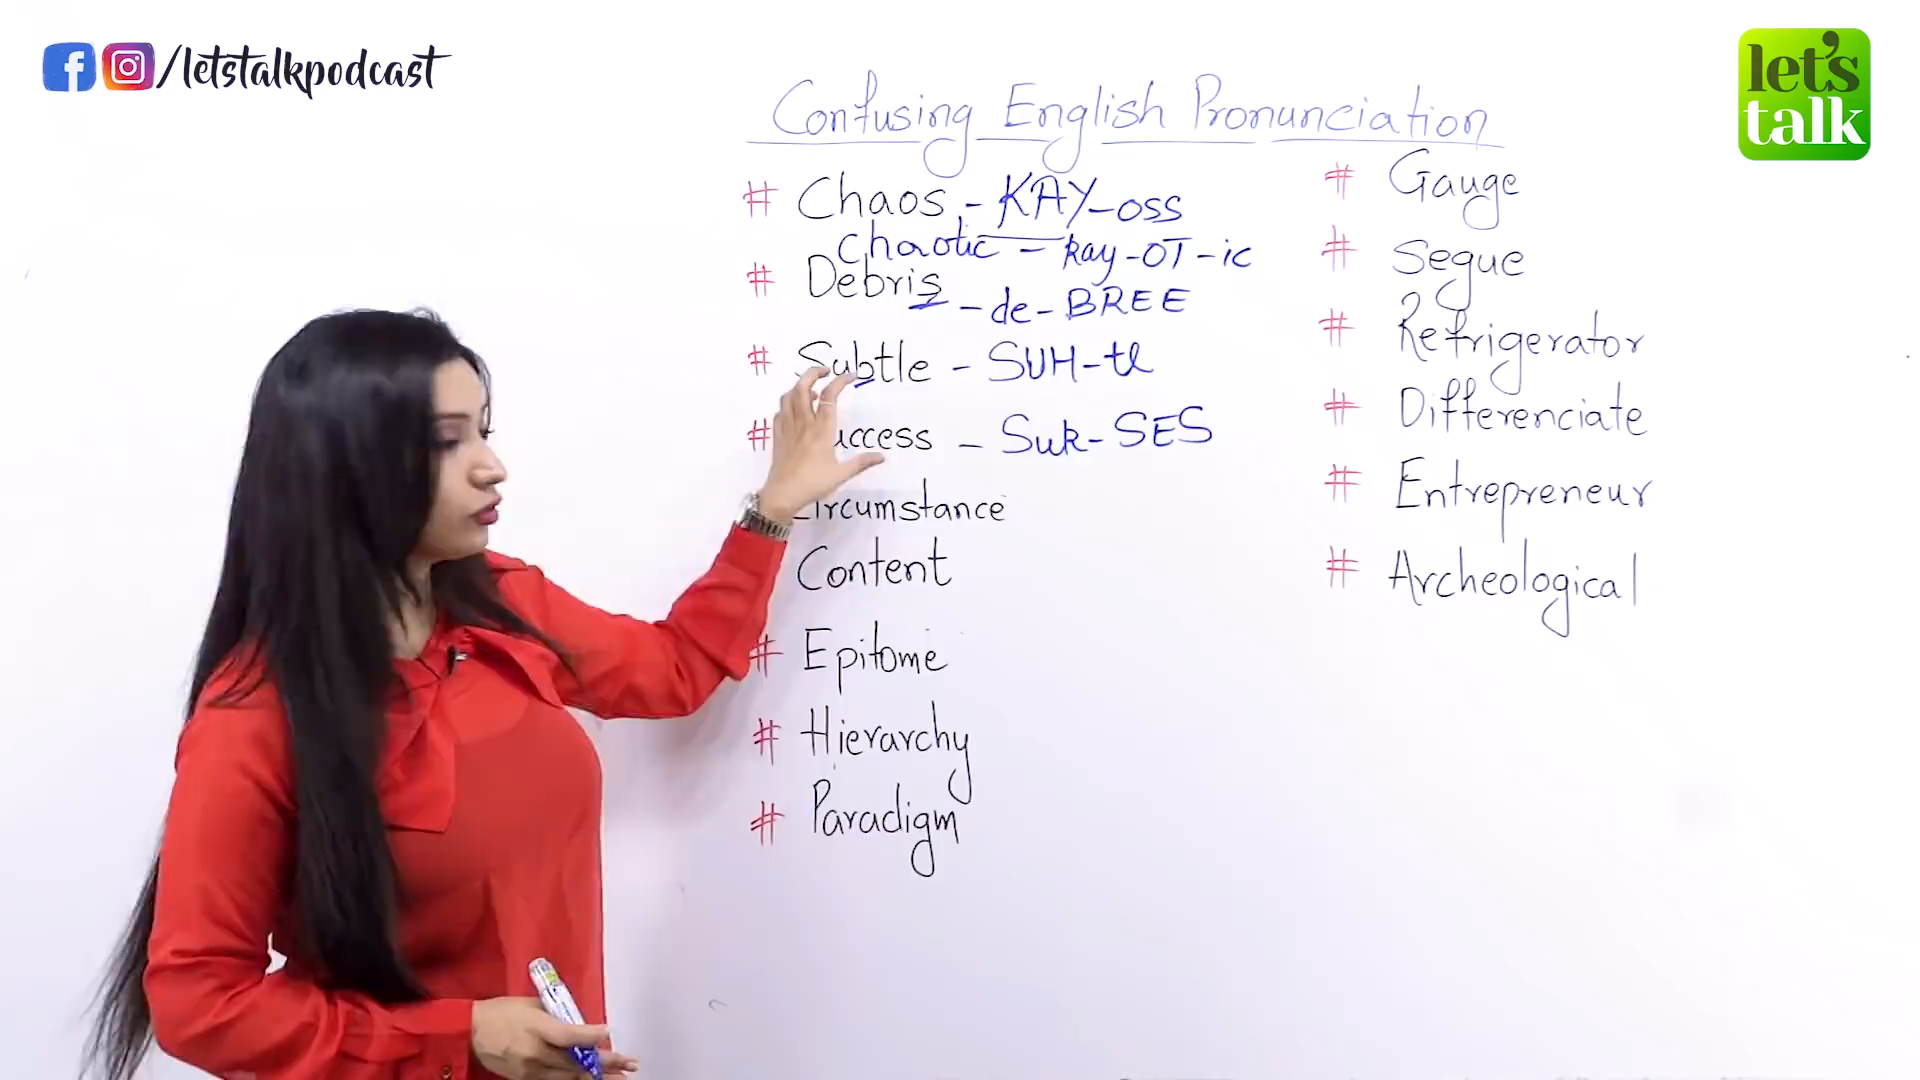 /letstalkpodcast
let's
talk
Confusing English Pronunciation
# Chaos - KAY-oss
Chaotic - kay-OT-ic
# Debris - de-BREE
# Subtle - SUH-tl
# uccess - Suk-SES
Circumstance
Content
# Epitome
# Hierarchy
# Paradigm
# Gauge
# Segue
# Refrigerator
# Differenciate
# Entrepreneur
# Archeological